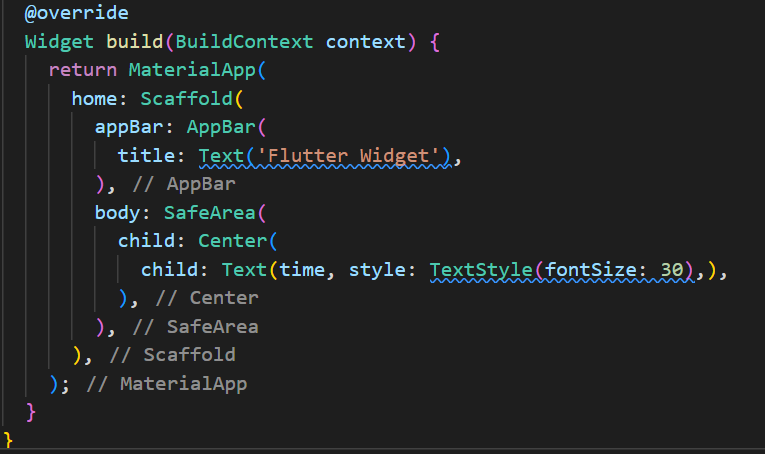 @override
Widget build(BuildContext context) {
return MaterialApp(
home: Scaffold(
appBar: AppBar(
title: Text('Flutter Widget'),
), // AppBar
body: SafeArea(
child: Center(
child: Text(time, style: TextStyle(fontSize: 30),),
), // Center
), // SafeArea
), // Scaffold
); // MaterialApp
}
}